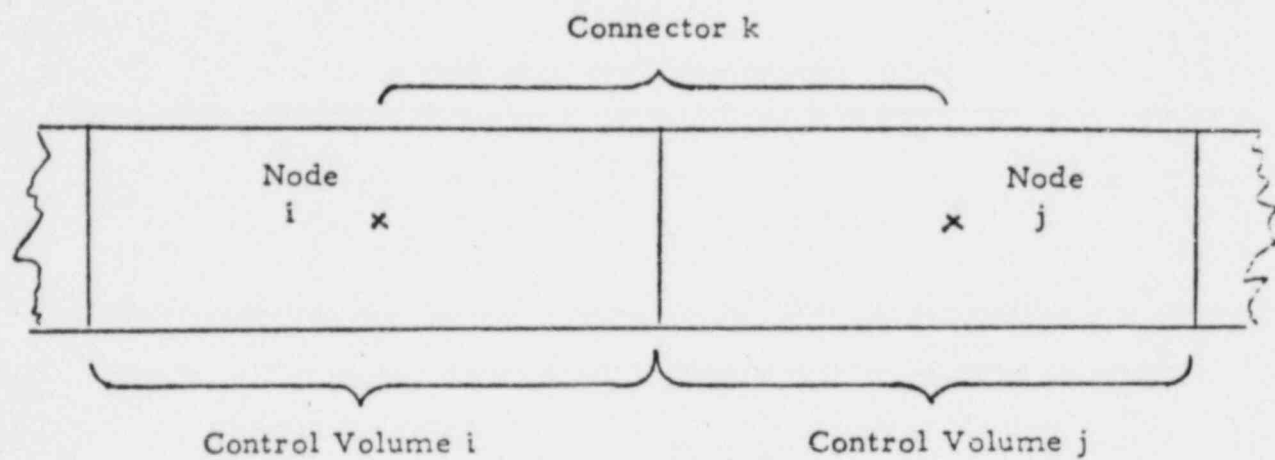 Connector k
Node
i
Node
j
Control Volume i
Control Volume j